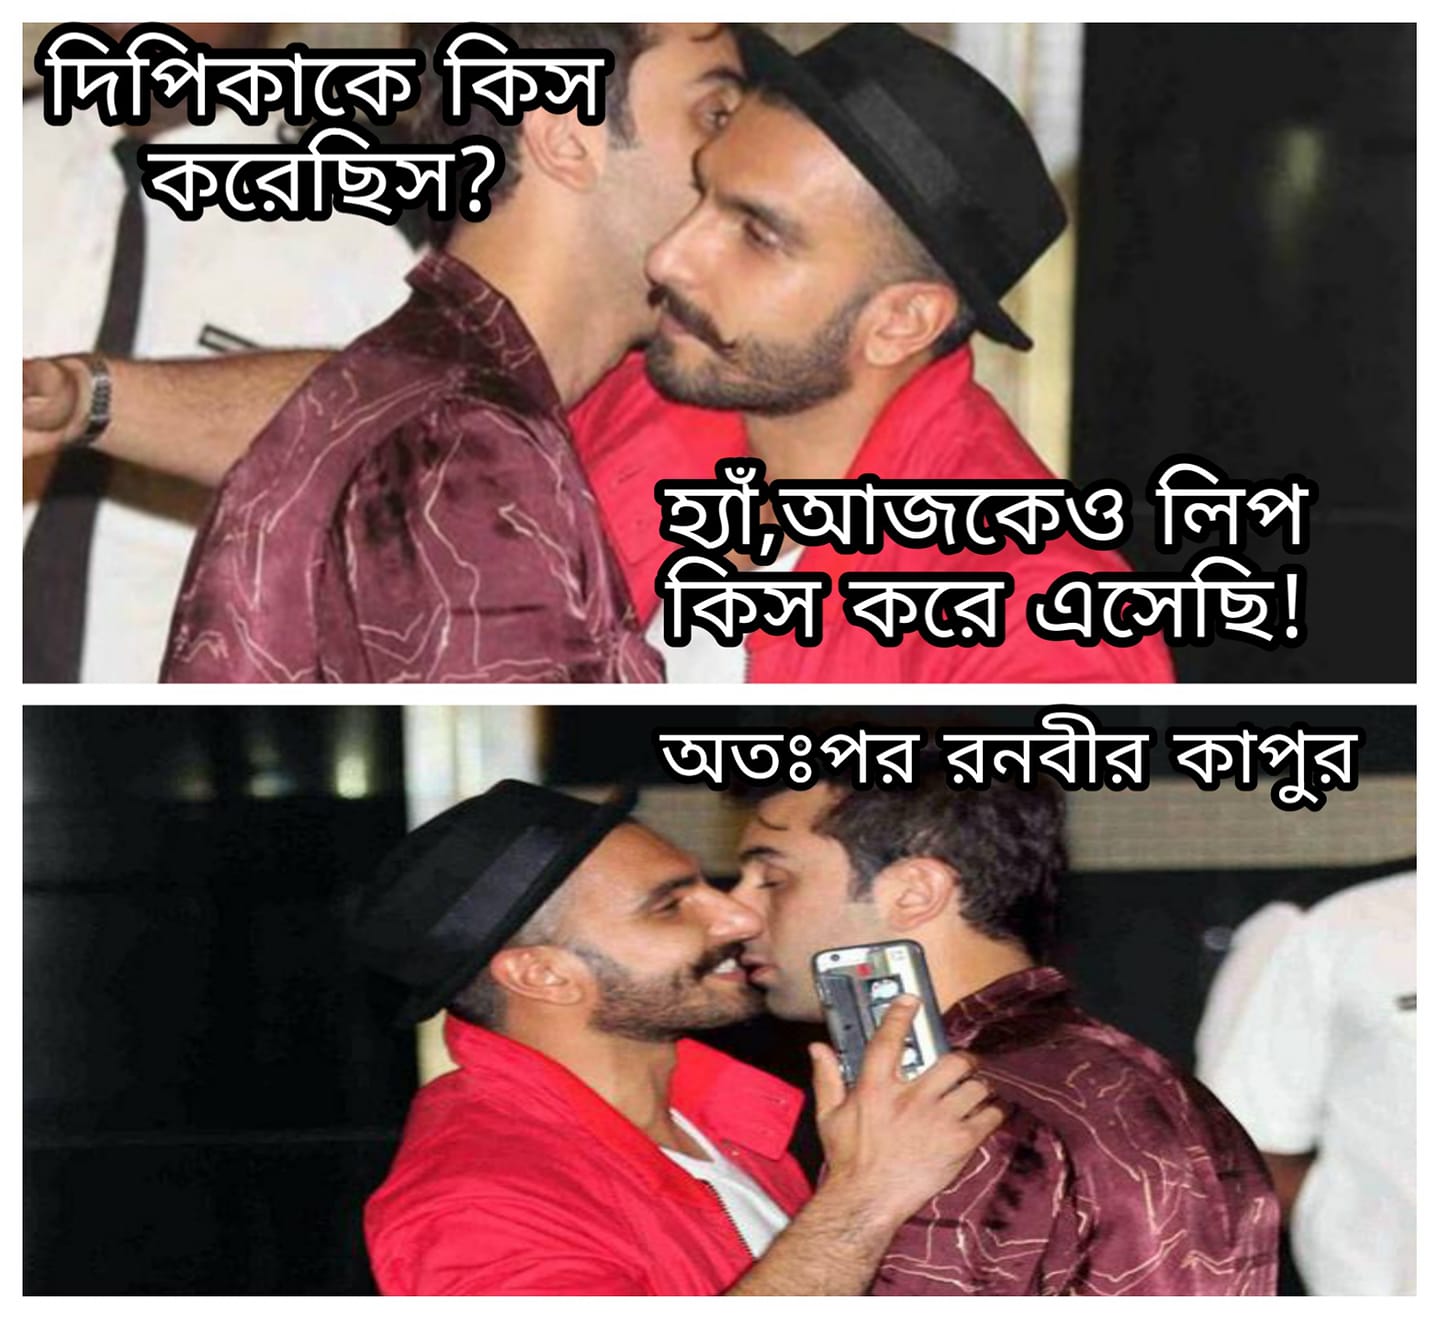 দিপিকাকে কিস
করেছিস?
হ্যাঁ,আজকেও লিপ
কিস করে এসেছি!
অতঃপর রনবীর কাপুর